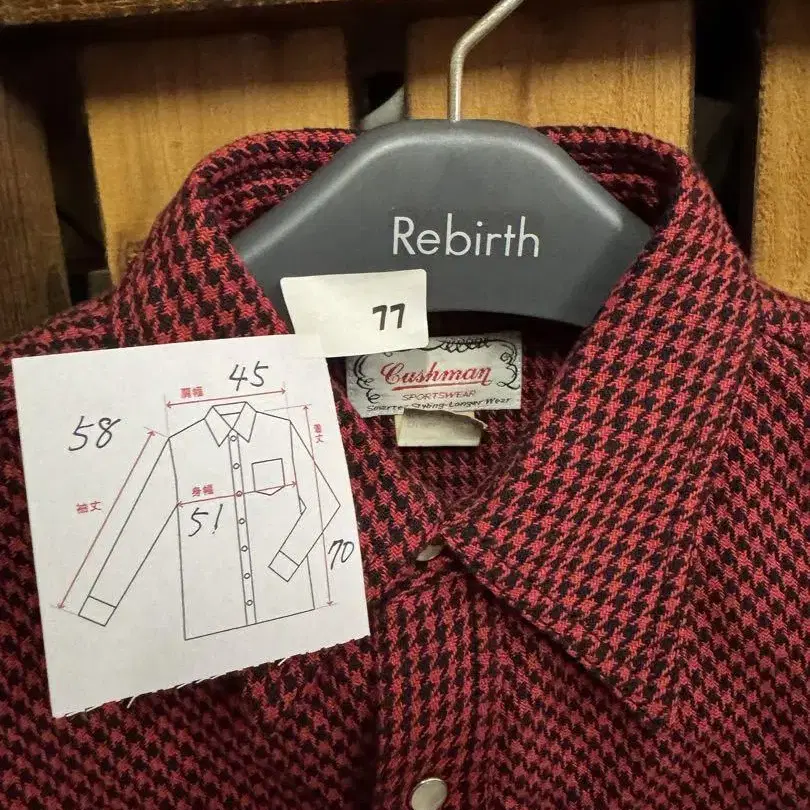 Rebirth
77
Cushman
SPORTSWEAR
Smarter Styling-Longer Wear
肩幅
45
58
着丈
袖丈
身幅
51
70